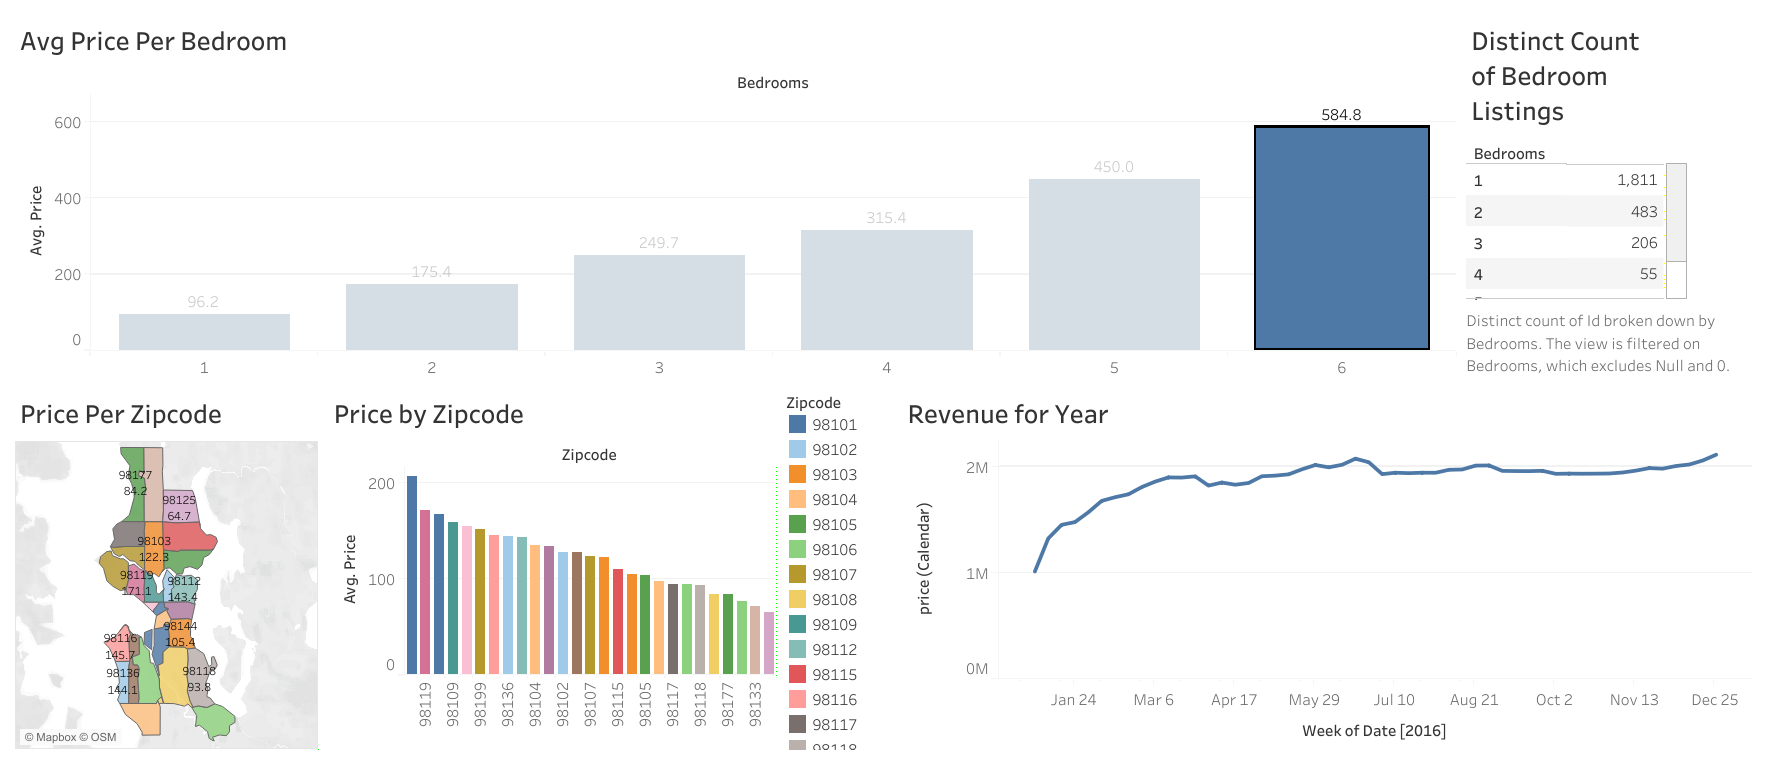 Avg Price Per Bedroom
Bedrooms
Avg. Price
600
400
200
0
96.2
175.4
249.7
315.4
450.0
584.8
1
2
3
4
5
6
Distinct Count
of Bedroom
Listings
Bedrooms
1 1,811
2 483
3 206
4 55
Distinct count of Id broken down by
Bedrooms. The view is filtered on
Bedrooms, which excludes Null and 0.
Price Per Zipcode
98177
84.2
98125
64.7
98103
122.3
98119
171.1
98112
143.4
98144
105.4
98116
145.7
98136
144.1
98118
93.8
© Mapbox © OSM
Price by Zipcode
Zipcode
Avg. Price
200
100
0
98119
98109
98199
98136
98104
98102
98107
98115
98105
98117
98118
98177
98133
Zipcode
98101
98102
98103
98104
98105
98106
98107
98108
98109
98112
98115
98116
98117
98118
Revenue for Year
price (Calendar)
2M
1M
0M
Jan 24
Mar 6
Apr 17
May 29
Jul 10
Aug 21
Oct 2
Nov 13
Dec 25
Week of Date [2016]